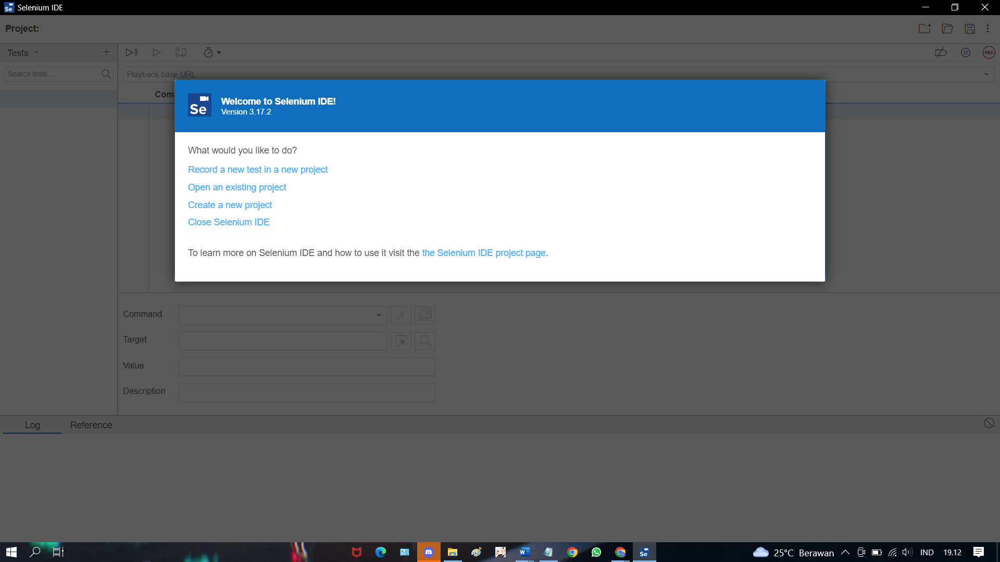 Se Selenium IDE
Project:
Tests
Search tests...
REC
Playback base URL
Com
Se
Welcome to Selenium IDE!
Version 3.17.2
What would you like to do?
Record a new test in a new project
Open an existing project
Create a new project
Close Selenium IDE
To learn more on Selenium IDE and how to use it visit the the Selenium IDE project page.
Command
//
Target
Value
Description
Log Reference
W
Se
25°C Berawan
IND
19.12